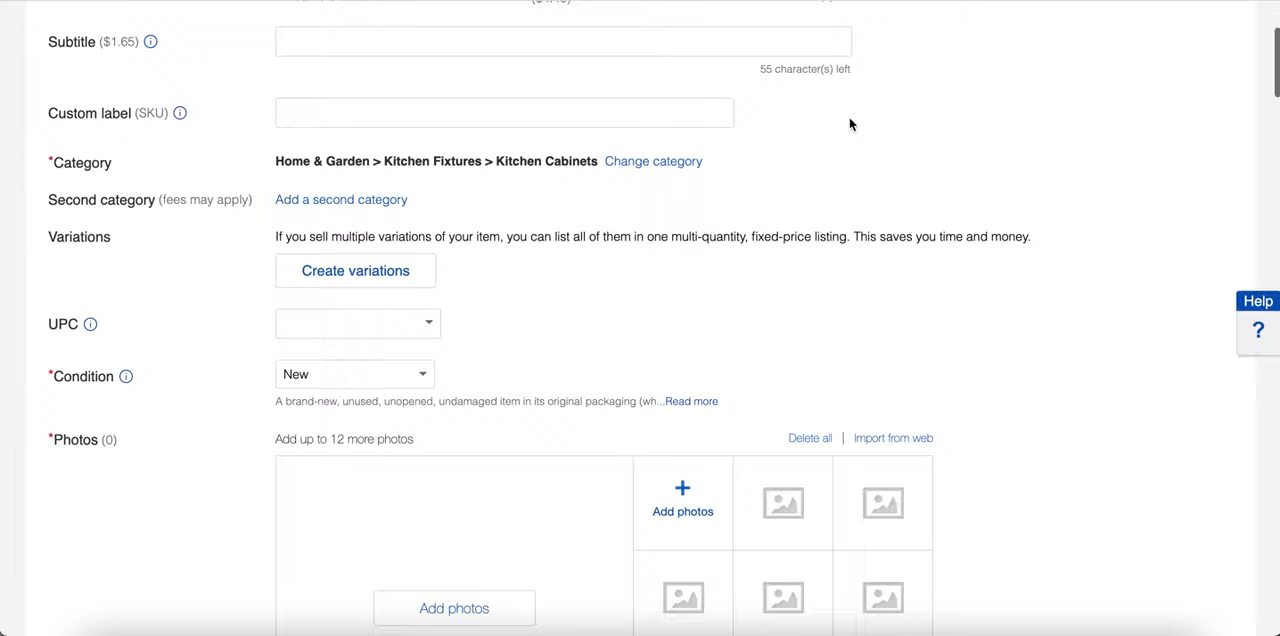 Subtitle ($1.65)
55 character(s) left
Custom label (SKU)
*Category Home & Garden > Kitchen Fixtures > Kitchen Cabinets Change category
Second category (fees may apply) Add a second category
Variations If you sell multiple variations of your item, you can list all of them in one multi-quantity, fixed-price listing. This saves you time and money.
Create variations
UPC
*Condition New
A brand-new, unused, unopened, undamaged item in its original packaging (wh...Read more
*Photos (0) Add up to 12 more photos Delete all | Import from web
+
Add photos
Add photos
Help
?